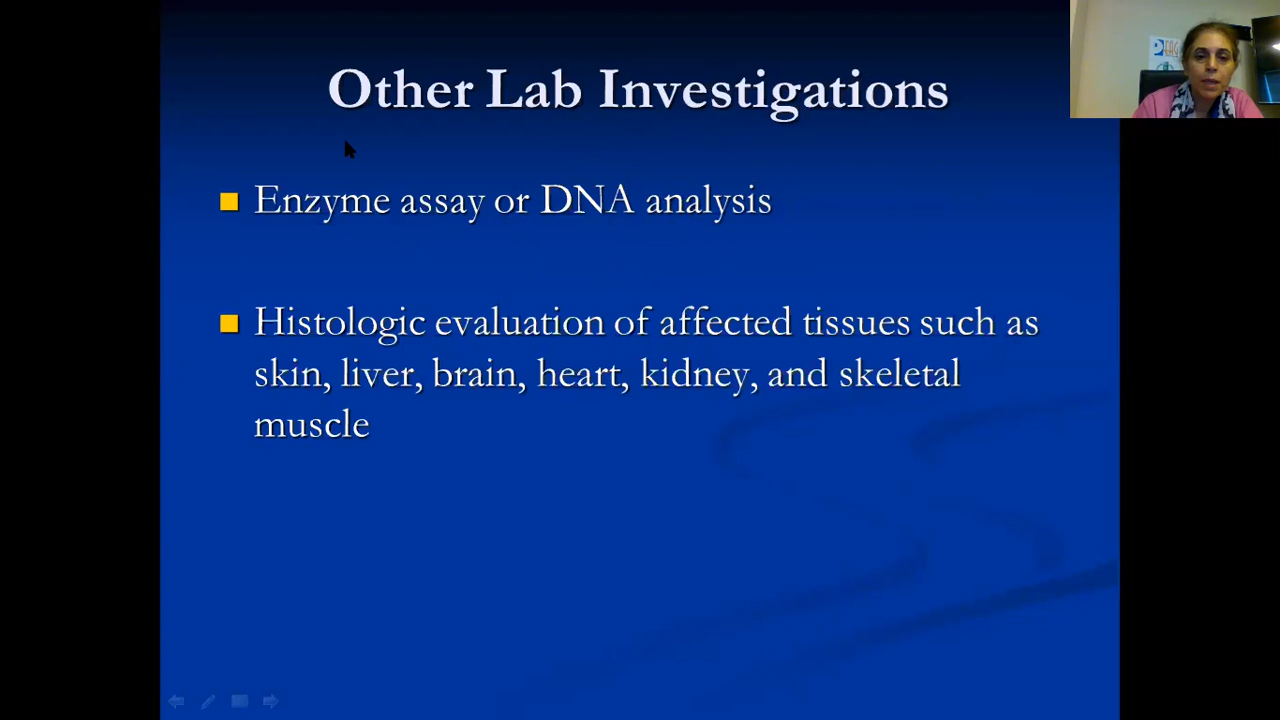 Other Lab Investigations
Enzyme assay or DNA analysis
Histologic evaluation of affected tissues such as
skin, liver, brain, heart, kidney, and skeletal
muscle